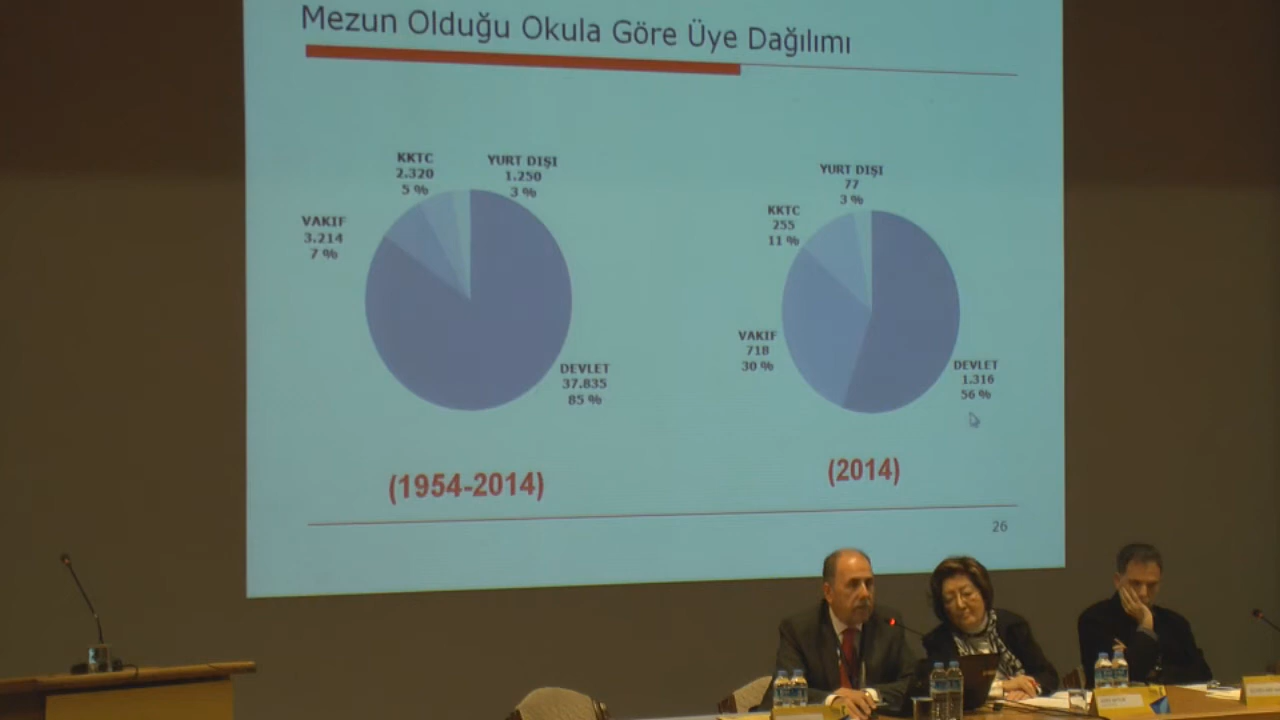 Mezun Olduğu Okula Göre Üye Dağılımı
KKTC
2.320
5 %
YURT DIŞI
1.250
3 %
VAKIF
3.214
7 %
DEVLET
37.835
85 %
(1954-2014)
YURT DIŞI
77
3 %
KKTC
255
11 %
VAKIF
718
30 %
DEVLET
1.316
56 %
(2014)
26